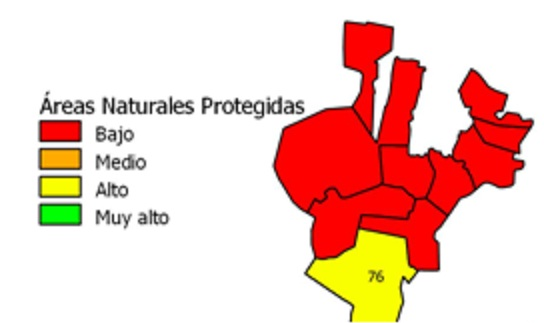 Áreas Naturales Protegidas
Bajo
Medio
Alto
Muy alto
76